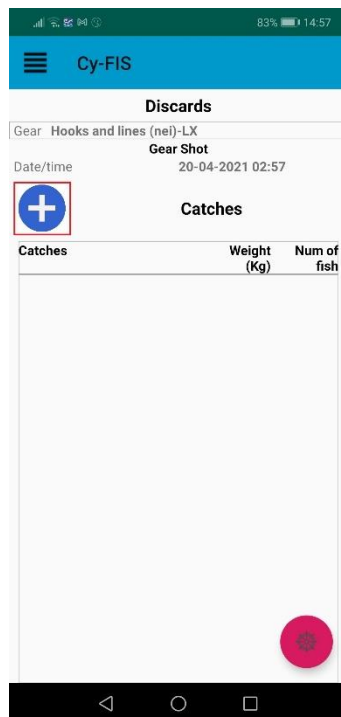 83% 14:57
Cy-FIS
Discards
Gear Hooks and lines (nei)-LX
Gear Shot
Date/time 20-04-2021 02:57
Catches
Catches Weight (Kg) Num of fish